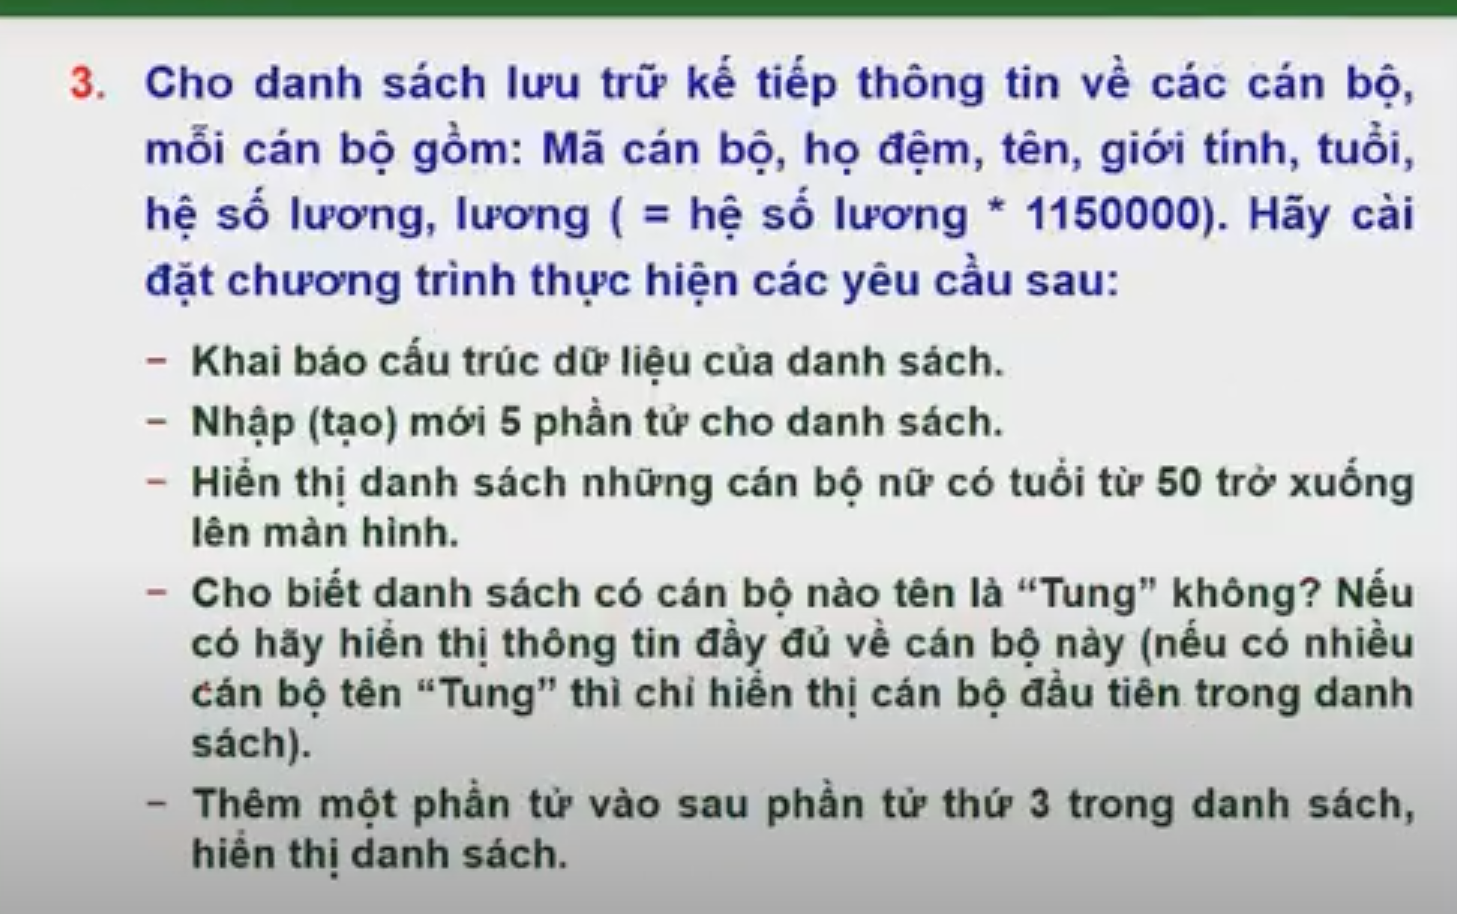 3. Cho danh sách lưu trữ kế tiếp thông tin về các cán bộ,
mỗi cán bộ gồm: Mã cán bộ, họ đệm, tên, giới tính, tuổi,
hệ số lương, lương ( = hệ số lương * 1150000). Hãy cài
đặt chương trình thực hiện các yêu cầu sau:
– Khai báo cấu trúc dữ liệu của danh sách.
– Nhập (tạo) mới 5 phần tử cho danh sách.
– Hiển thị danh sách những cán bộ nữ có tuổi từ 50 trở xuống
lên màn hình.
– Cho biết danh sách có cán bộ nào tên là “Tung” không? Nếu
có hãy hiển thị thông tin đầy đủ về cán bộ này (nếu có nhiều
cán bộ tên “Tung” thì chỉ hiển thị cán bộ đầu tiên trong danh
sách).
– Thêm một phần tử vào sau phần tử thứ 3 trong danh sách,
hiển thị danh sách.